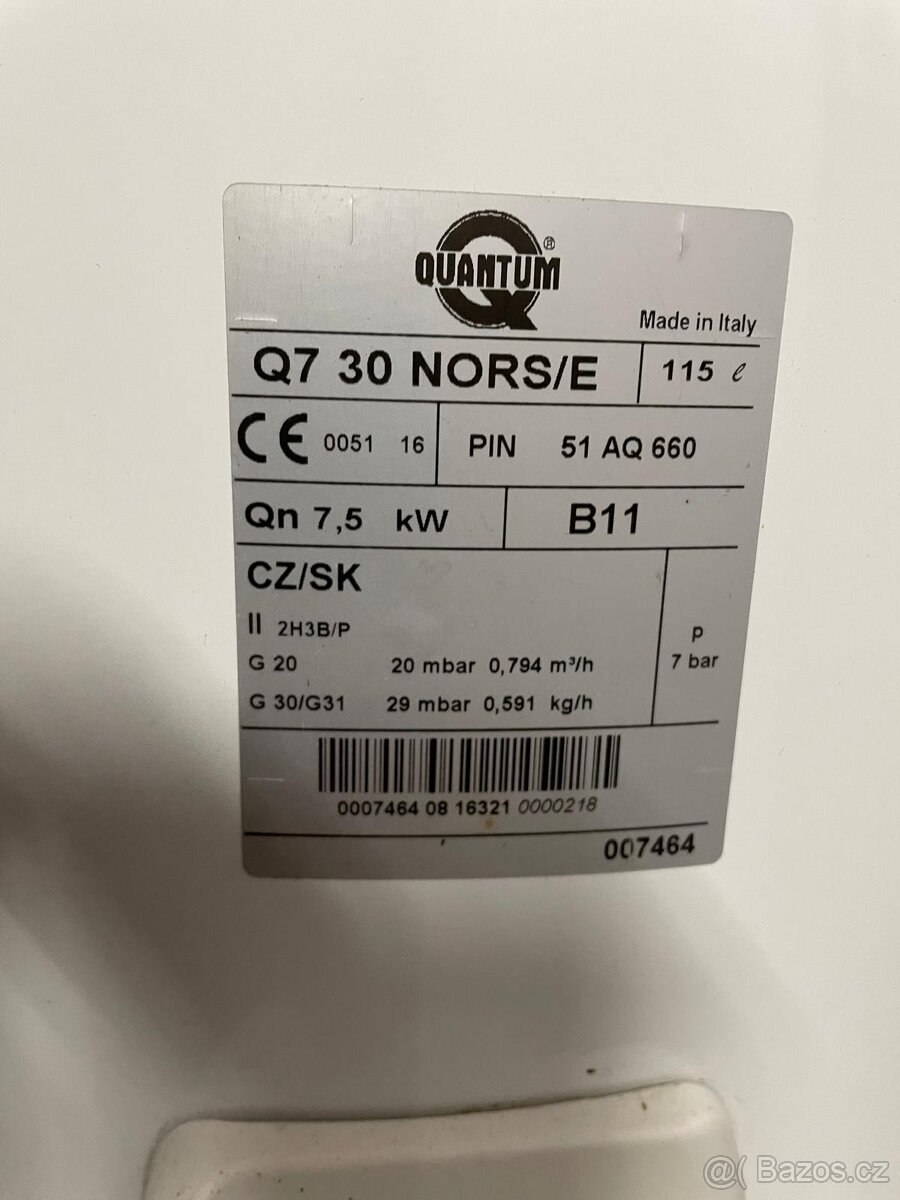 QUANTUM ®
Made in Italy
Q7 30 NORS/E 115 ℓ
CE 0051 16 PIN 51 AQ 660
Qn 7,5 kW B11
CZ/SK
II 2H3B/P
G 20 20 mbar 0,794 m³/h
G 30/G31 29 mbar 0,591 kg/h
p
7 bar
0007464 08 16321 0000218
007464
@( Bazos.cz